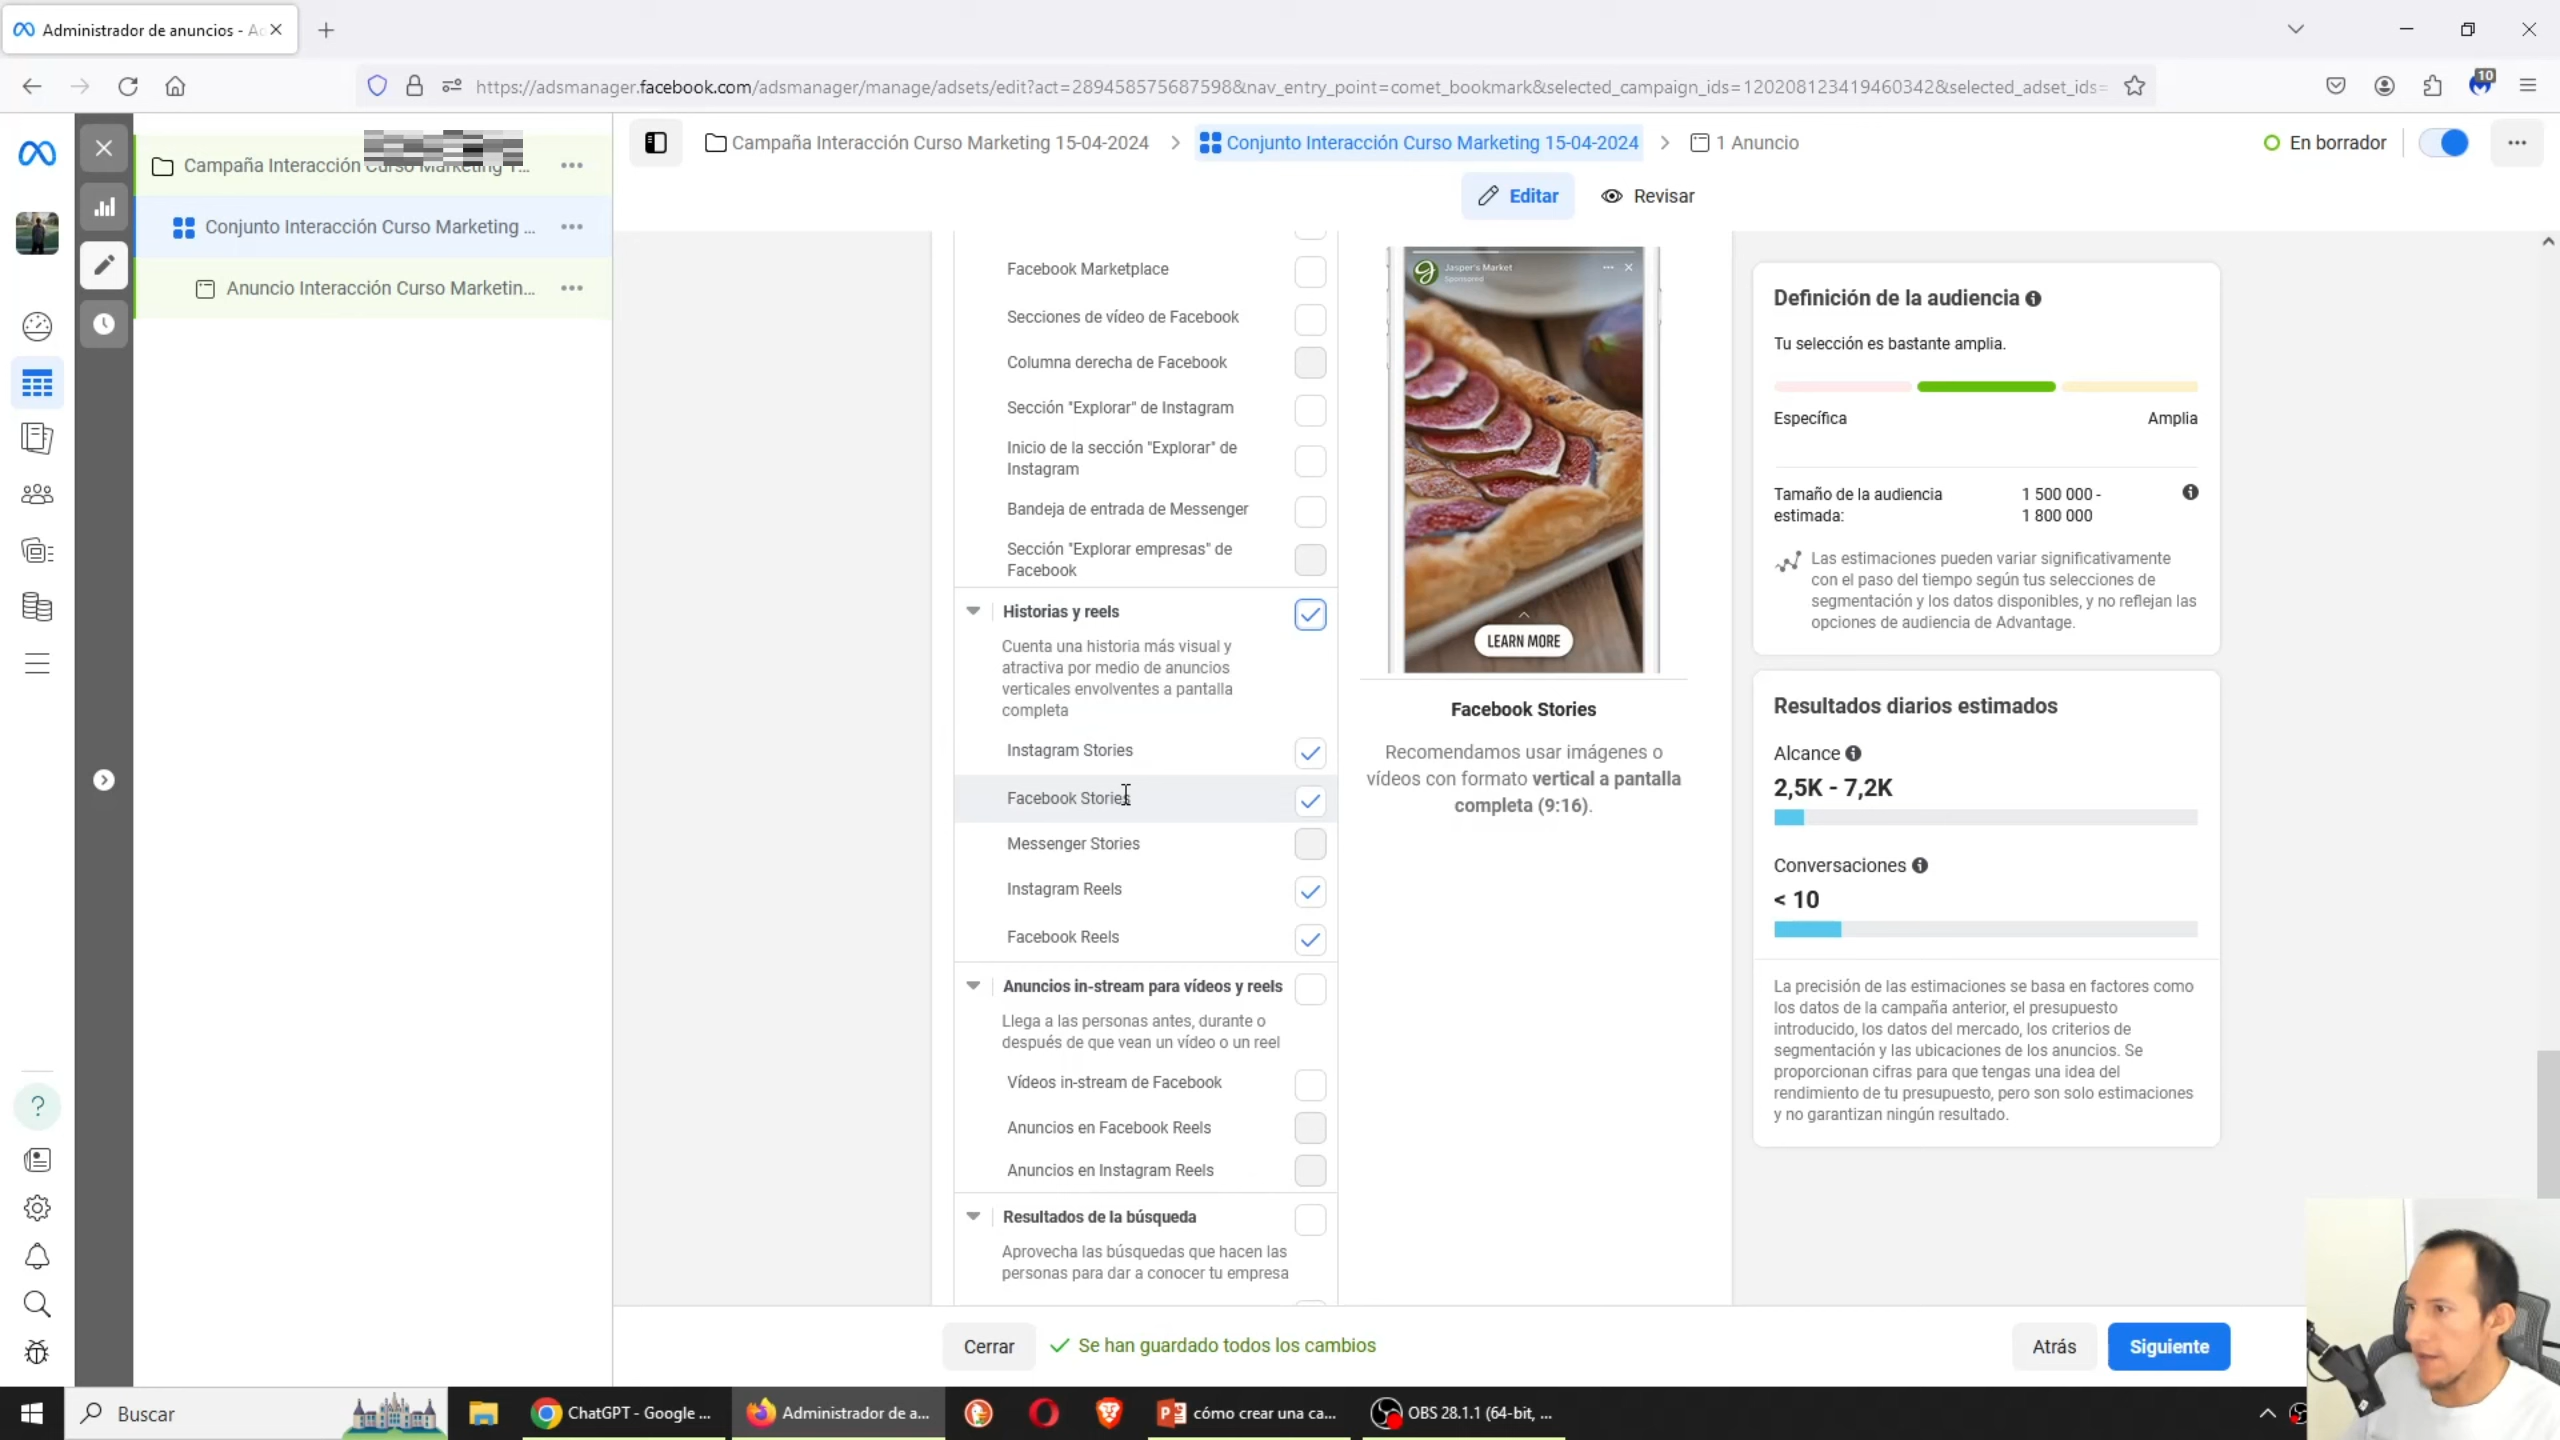 Administrador de anuncios - Ad
https://adsmanager.facebook.com/adsmanager/manage/adsets/edit?act=289458575687598&nav_entry_point=comet_bookmark&selected_campaign_ids=120208123419460342&selected_adset_ids=
10
Campaña Interacción Curso Marketing 1...
Conjunto Interacción Curso Marketing ...
Anuncio Interacción Curso Marketin...
Campaña Interacción Curso Marketing 15-04-2024
Conjunto Interacción Curso Marketing 15-04-2024
1 Anuncio
En borrador
Editar
Revisar
Facebook Marketplace
Secciones de vídeo de Facebook
Columna derecha de Facebook
Sección "Explorar" de Instagram
Inicio de la sección "Explorar" de
Instagram
Bandeja de entrada de Messenger
Sección "Explorar empresas" de
Facebook
Historias y reels
Cuenta una historia más visual y
atractiva por medio de anuncios
verticales envolventes a pantalla
completa
Instagram Stories
Facebook Stories
Messenger Stories
Instagram Reels
Facebook Reels
Anuncios in-stream para vídeos y reels
Llega a las personas antes, durante o
después de que vean un vídeo o un reel
Vídeos in-stream de Facebook
Anuncios en Facebook Reels
Anuncios en Instagram Reels
Resultados de la búsqueda
Aprovecha las búsquedas que hacen las
personas para dar a conocer tu empresa
Jasper's Market
Sponsored
LEARN MORE
Facebook Stories
Recomendamos usar imágenes o
vídeos con formato vertical a pantalla
completa (9:16).
Definición de la audiencia
Tu selección es bastante amplia.
Específica
Amplia
Tamaño de la audiencia
estimada:
1 500 000 -
1 800 000
Las estimaciones pueden variar significativamente
con el paso del tiempo según tus selecciones de
segmentación y los datos disponibles, y no reflejan las
opciones de audiencia de Advantage.
Resultados diarios estimados
Alcance
2,5K - 7,2K
Conversaciones
< 10
La precisión de las estimaciones se basa en factores como
los datos de la campaña anterior, el presupuesto
introducido, los datos del mercado, los criterios de
segmentación y las ubicaciones de los anuncios. Se
proporcionan cifras para que tengas una idea del
rendimiento de tu presupuesto, pero son solo estimaciones
y no garantizan ningún resultado.
Cerrar
Se han guardado todos los cambios
Atrás
Siguiente
Buscar
ChatGPT - Google ...
Administrador de a...
cómo crear una ca...
OBS 28.1.1 (64-bit, ...